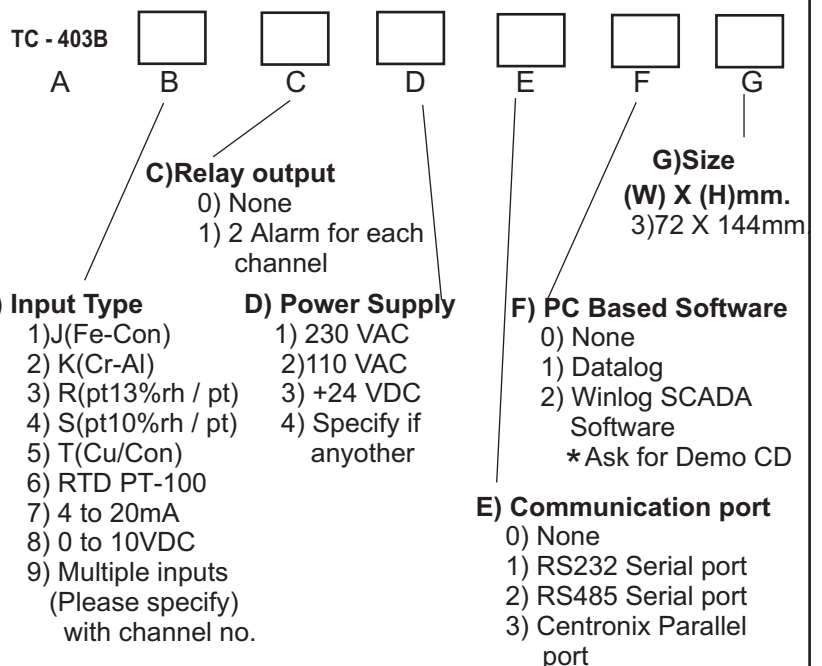 TC - 403B
A B C D E F G
C)Relay output
0) None
1) 2 Alarm for each
channel
G)Size
(W) X (H)mm.
3)72 X 144mm.
) Input Type
1)J(Fe-Con)
2) K(Cr-Al)
3) R(pt13%rh / pt)
4) S(pt10%rh / pt)
5) T(Cu/Con)
6) RTD PT-100
7) 4 to 20mA
8) 0 to 10VDC
9) Multiple inputs
(Please specify)
with channel no.
D) Power Supply
1) 230 VAC
2)110 VAC
3) +24 VDC
4) Specify if
anyother
F) PC Based Software
0) None
1) Datalog
2) Winlog SCADA
Software
*Ask for Demo CD
E) Communication port
0) None
1) RS232 Serial port
2) RS485 Serial port
3) Centronix Parallel
port